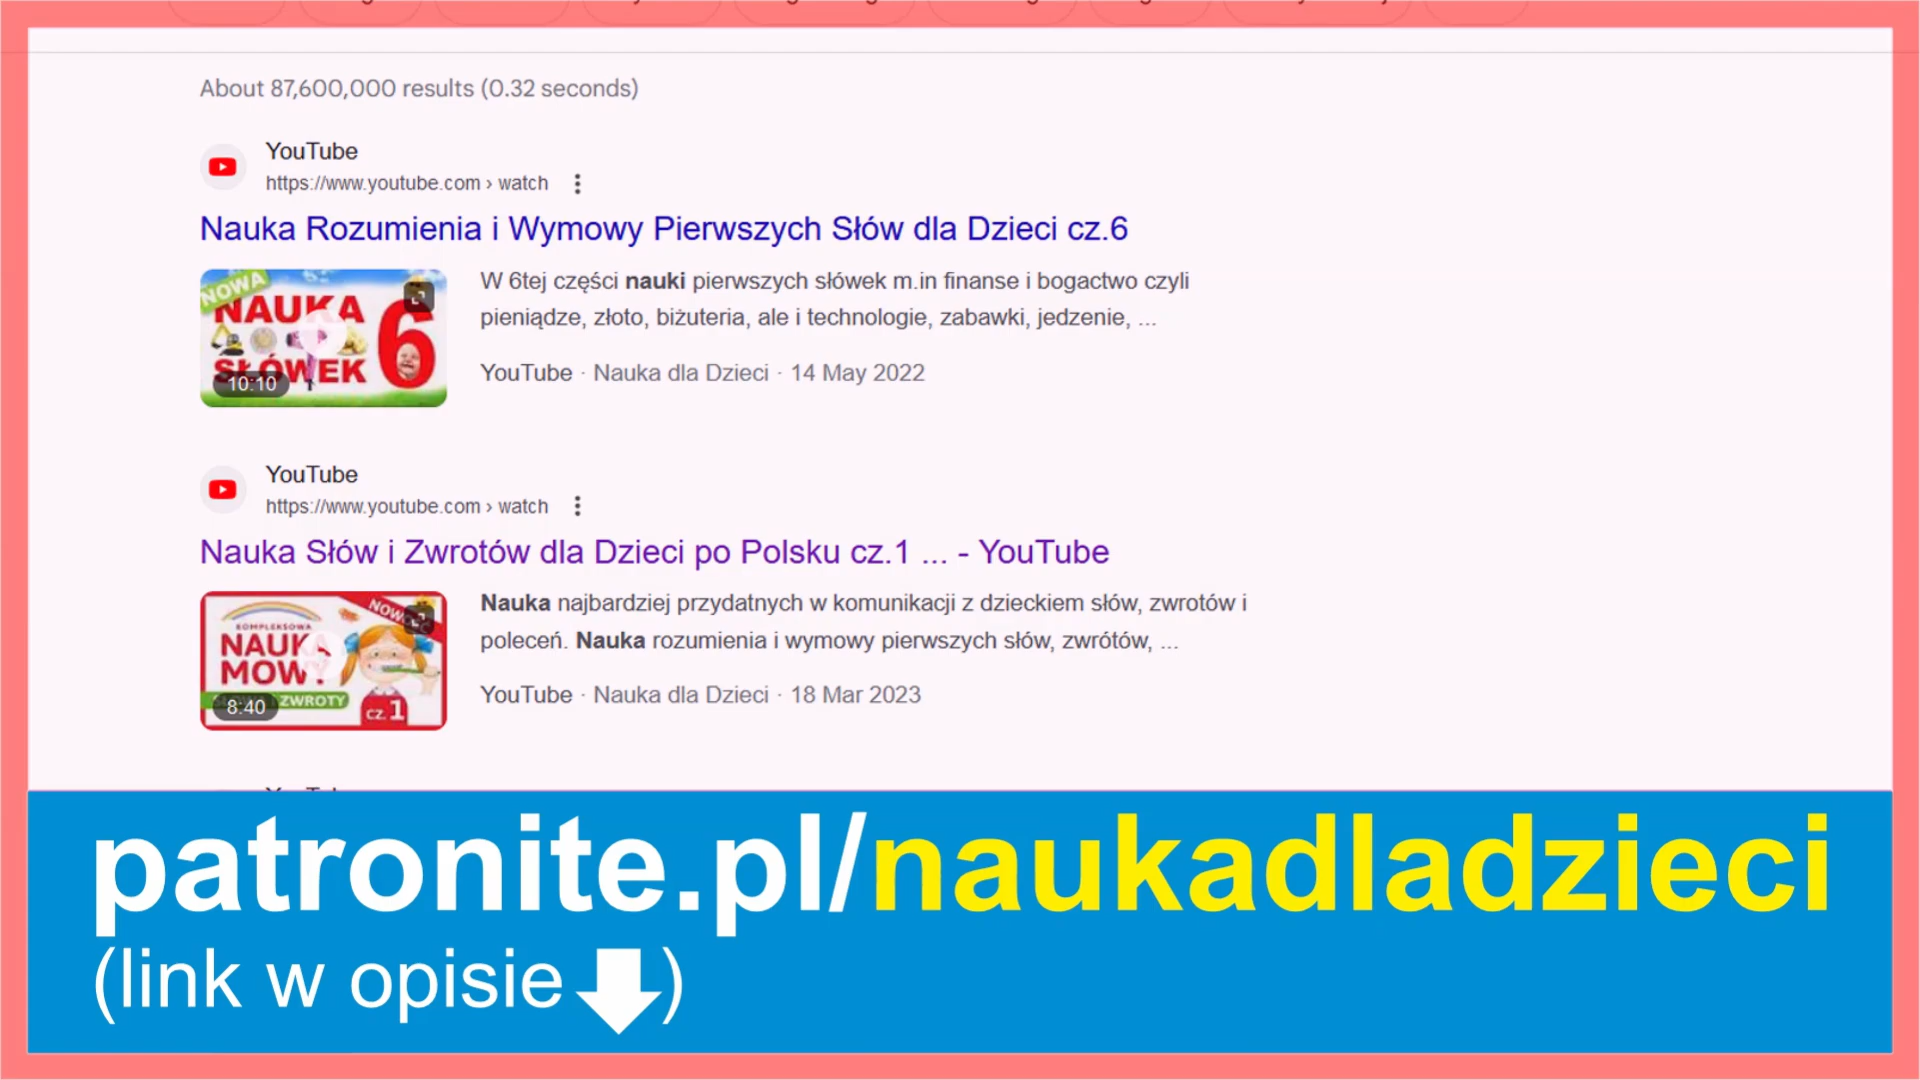 About 87,600,000 results (0.32 seconds)
YouTube
https://www.youtube.com › watch
Nauka Rozumienia i Wymowy Pierwszych Słów dla Dzieci cz.6
NOWA
NAUKA
SŁÓWEK
6
10:10
W 6tej części nauki pierwszych słówek m.in finanse i bogactwo czyli
pieniądze, złoto, biżuteria, ale i technologie, zabawki, jedzenie, ...
YouTube · Nauka dla Dzieci · 14 May 2022
YouTube
https://www.youtube.com › watch
Nauka Słów i Zwrotów dla Dzieci po Polsku cz.1 ... - YouTube
KOMPLEKSOWA
ZWROTY
cz.1
8:40
Nauka najbardziej przydatnych w komunikacji z dzieckiem słów, zwrotów i
poleceń. Nauka rozumienia i wymowy pierwszych słów, zwrótów, ...
YouTube · Nauka dla Dzieci · 18 Mar 2023
patronite.pl/naukadladzieci
(link w opisie )